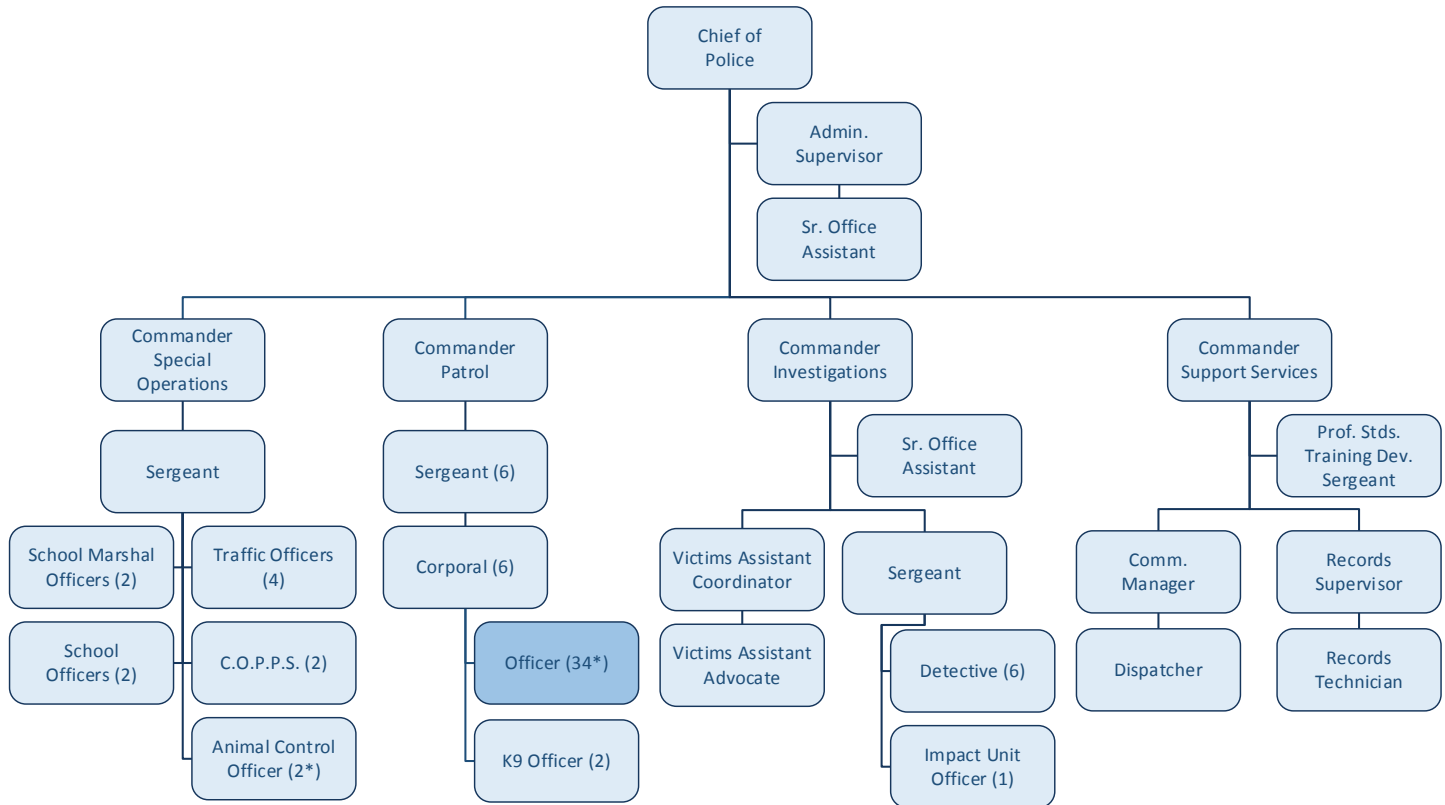 Chief of
Police
Admin.
Supervisor
Sr. Office
Assistant
Commander
Special
Operations
Commander
Patrol
Commander
Investigations
Commander
Support Services
Sergeant
Sergeant (6)
Sr. Office
Assistant
Prof. Stds.
Training Dev.
Sergeant
School Marshal
Officers (2)
Traffic Officers
(4)
Corporal (6)
Victims Assistant
Coordinator
Sergeant
Comm.
Manager
Records
Supervisor
School
Officers (2)
C.O.P.P.S. (2)
Officer (34*)
Victims Assistant
Advocate
Detective (6)
Dispatcher
Records
Technician
Animal Control
Officer (2*)
K9 Officer (2)
Impact Unit
Officer (1)